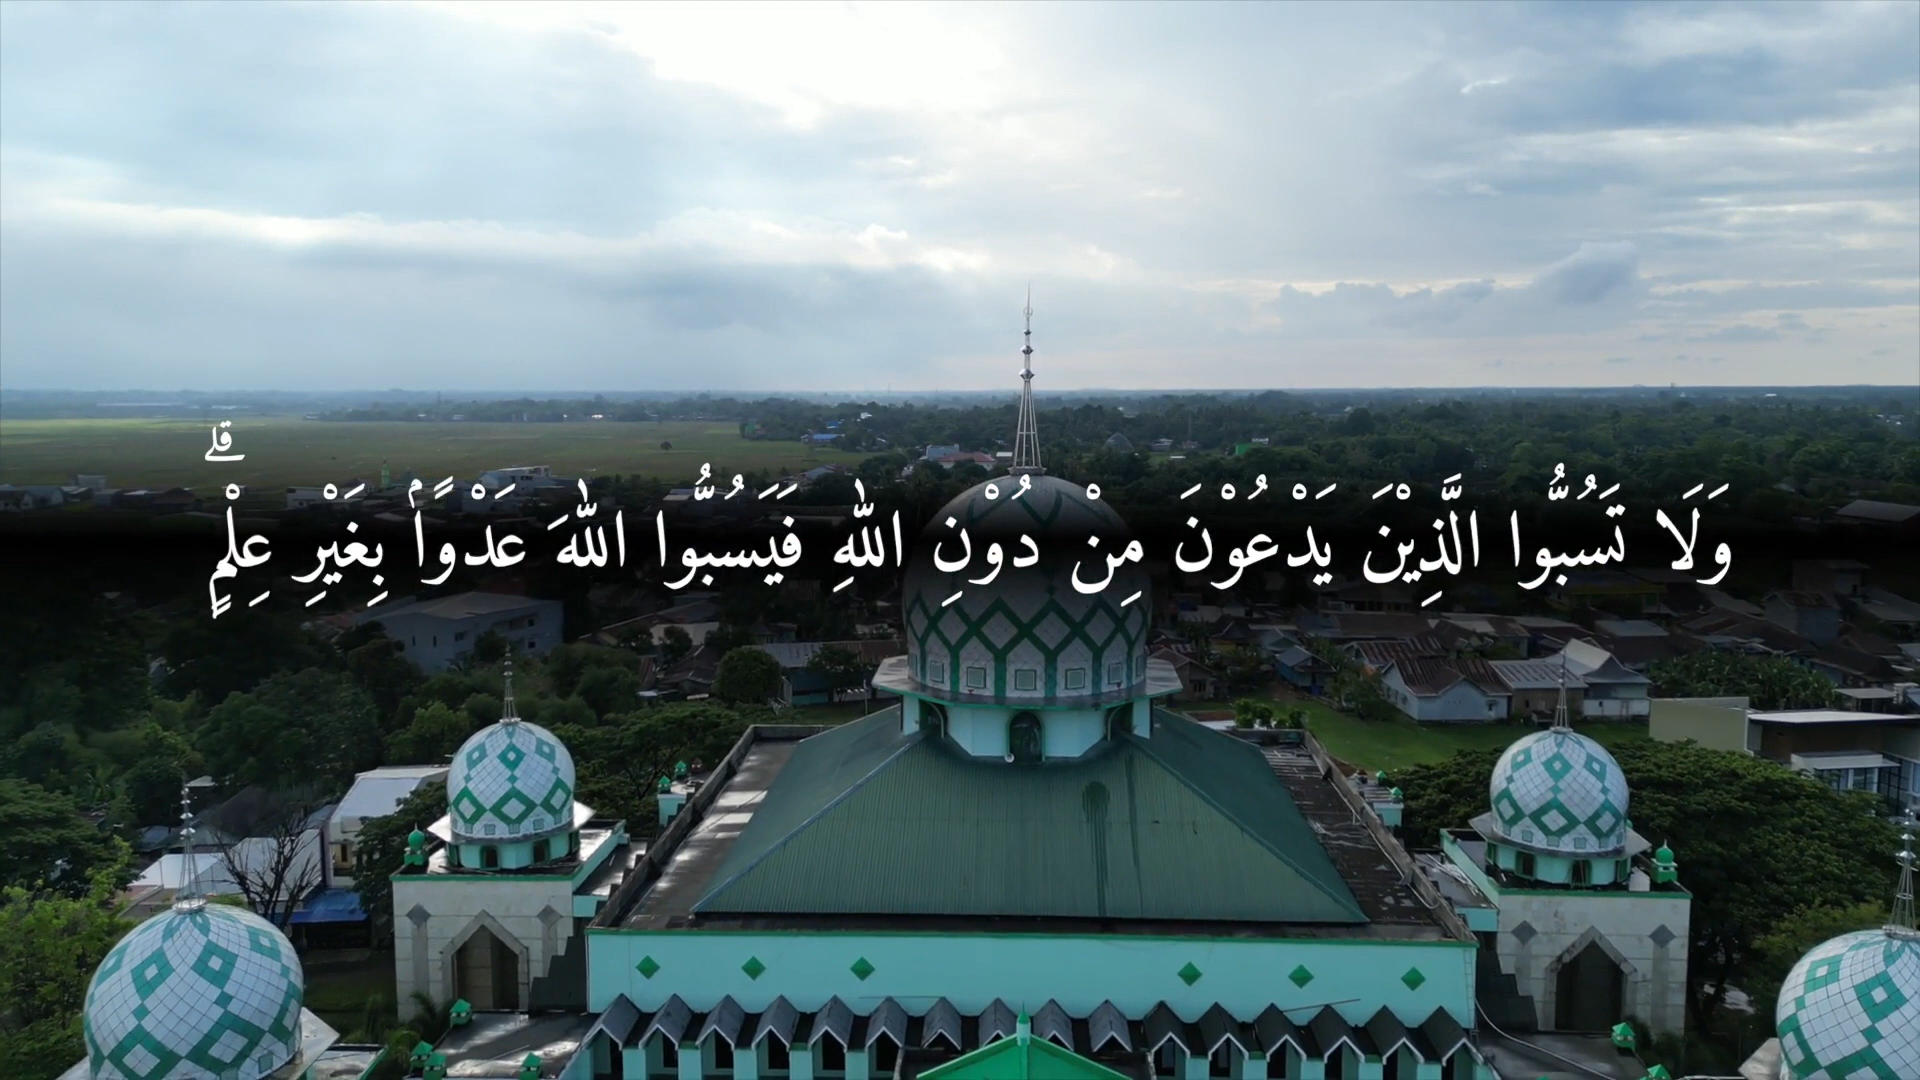 وَلَا تَسُبُّوا الَّذِيْنَ يَدْعُوْنَ مِنْ دُوْنِ اللّٰهِ فَيَسُبُّوا اللّٰهَ عَدْوًاۢ بِغَيْرِ عِلْمٍۗ